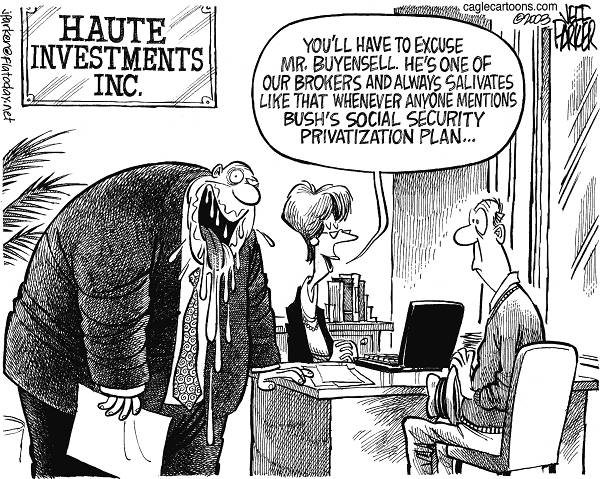 caglecartoons.com
©2003
JEFF
PARKER
jparker@flatoday.net
HAUTE
INVESTMENTS
INC.
YOU'LL HAVE TO EXCUSE
MR. BUYENSELL. HE'S ONE OF
OUR BROKERS AND ALWAYS SALIVATES
LIKE THAT WHENEVER ANYONE MENTIONS
BUSH'S SOCIAL SECURITY
PRIVATIZATION PLAN...